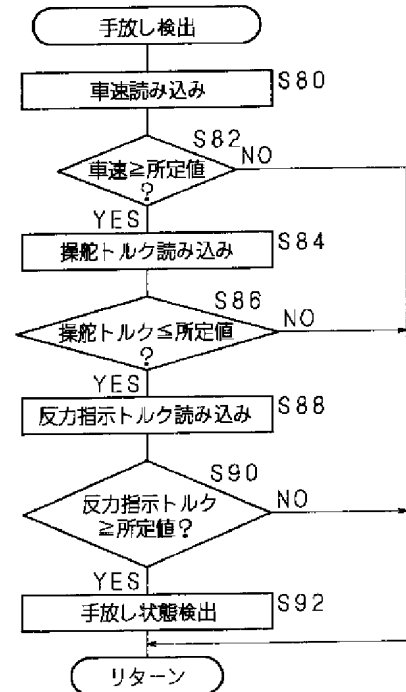 手放し検出
車速読み込み
S80
S82
車速≧所定値
?
NO
YES
操舵トルク読み込み
S84
S86
操舵トルク≦所定値
?
NO
YES
反力指示トルク読み込み
S88
S90
反力指示トルク
≧所定値?
NO
YES
手放し状態検出
S92
リターン